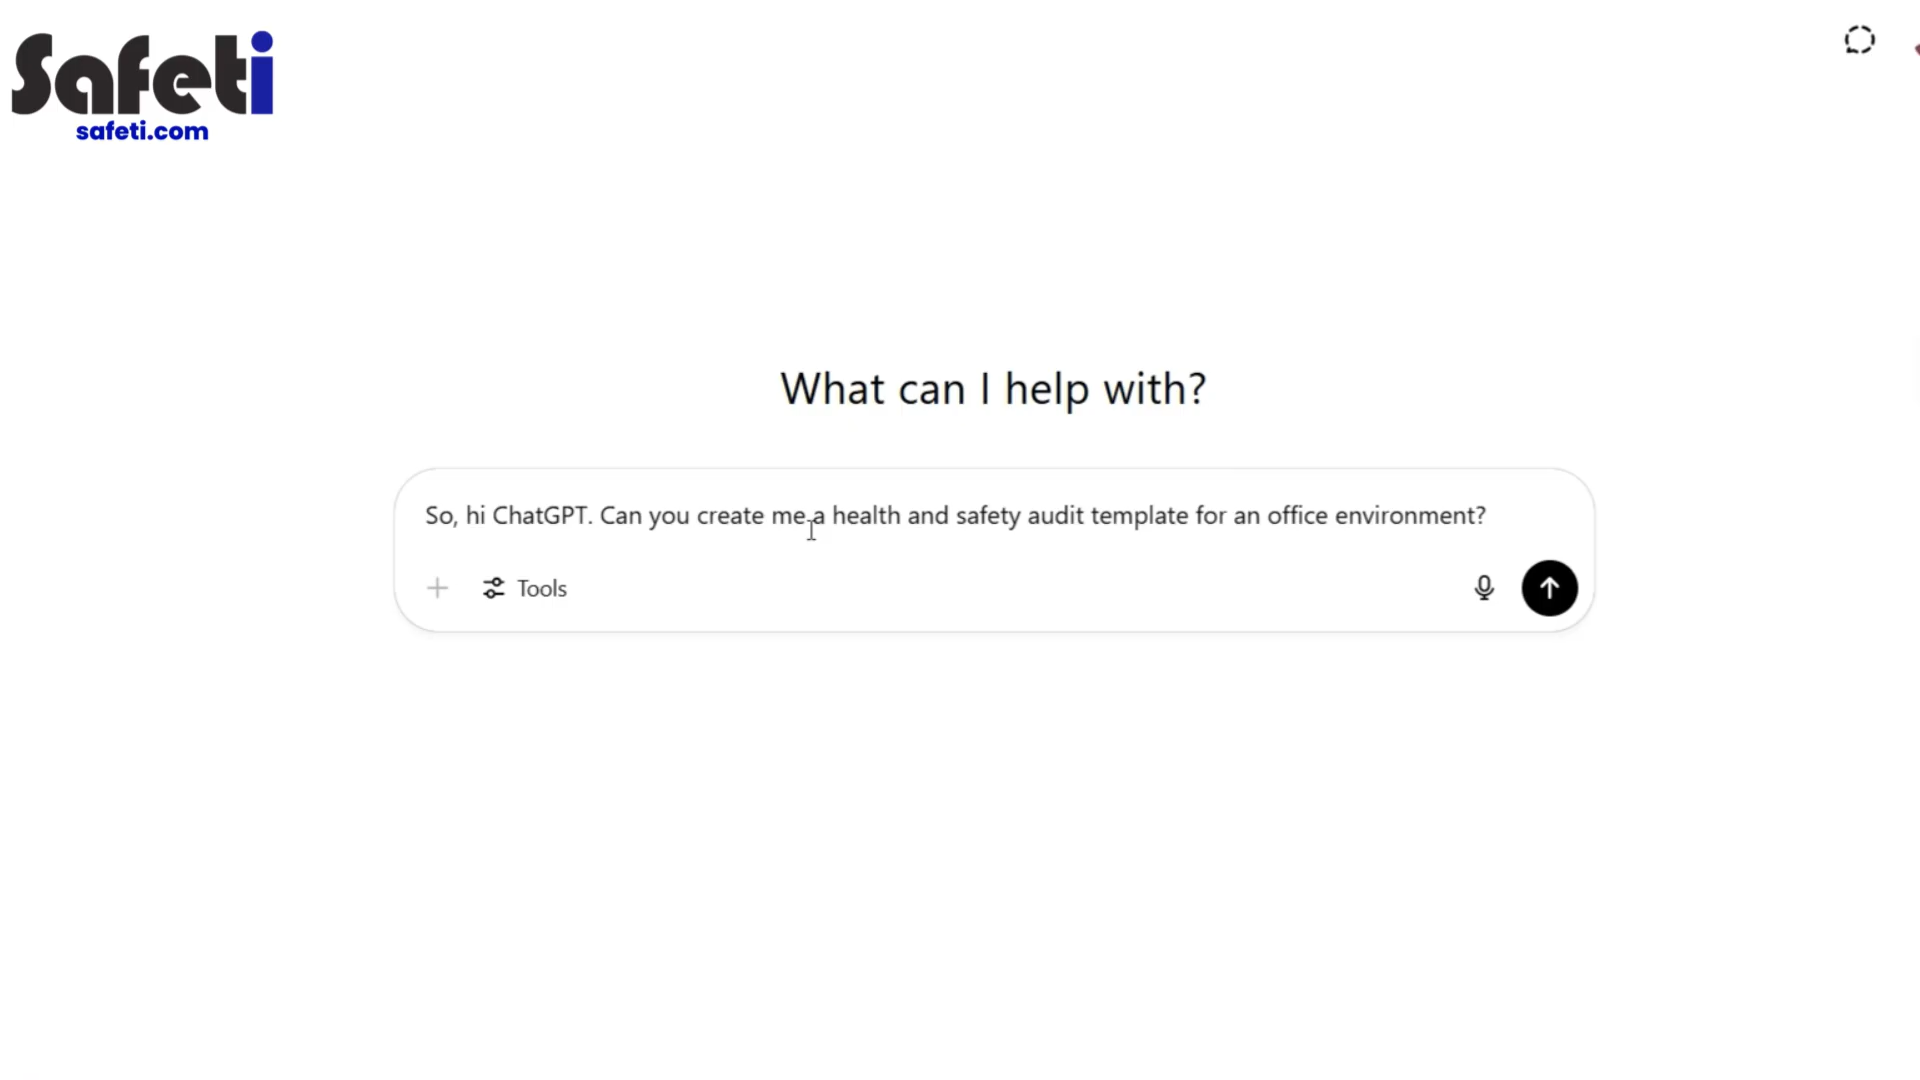 Safeti
safeti.com
What can I help with?
So, hi ChatGPT. Can you create me a health and safety audit template for an office environment?
Tools